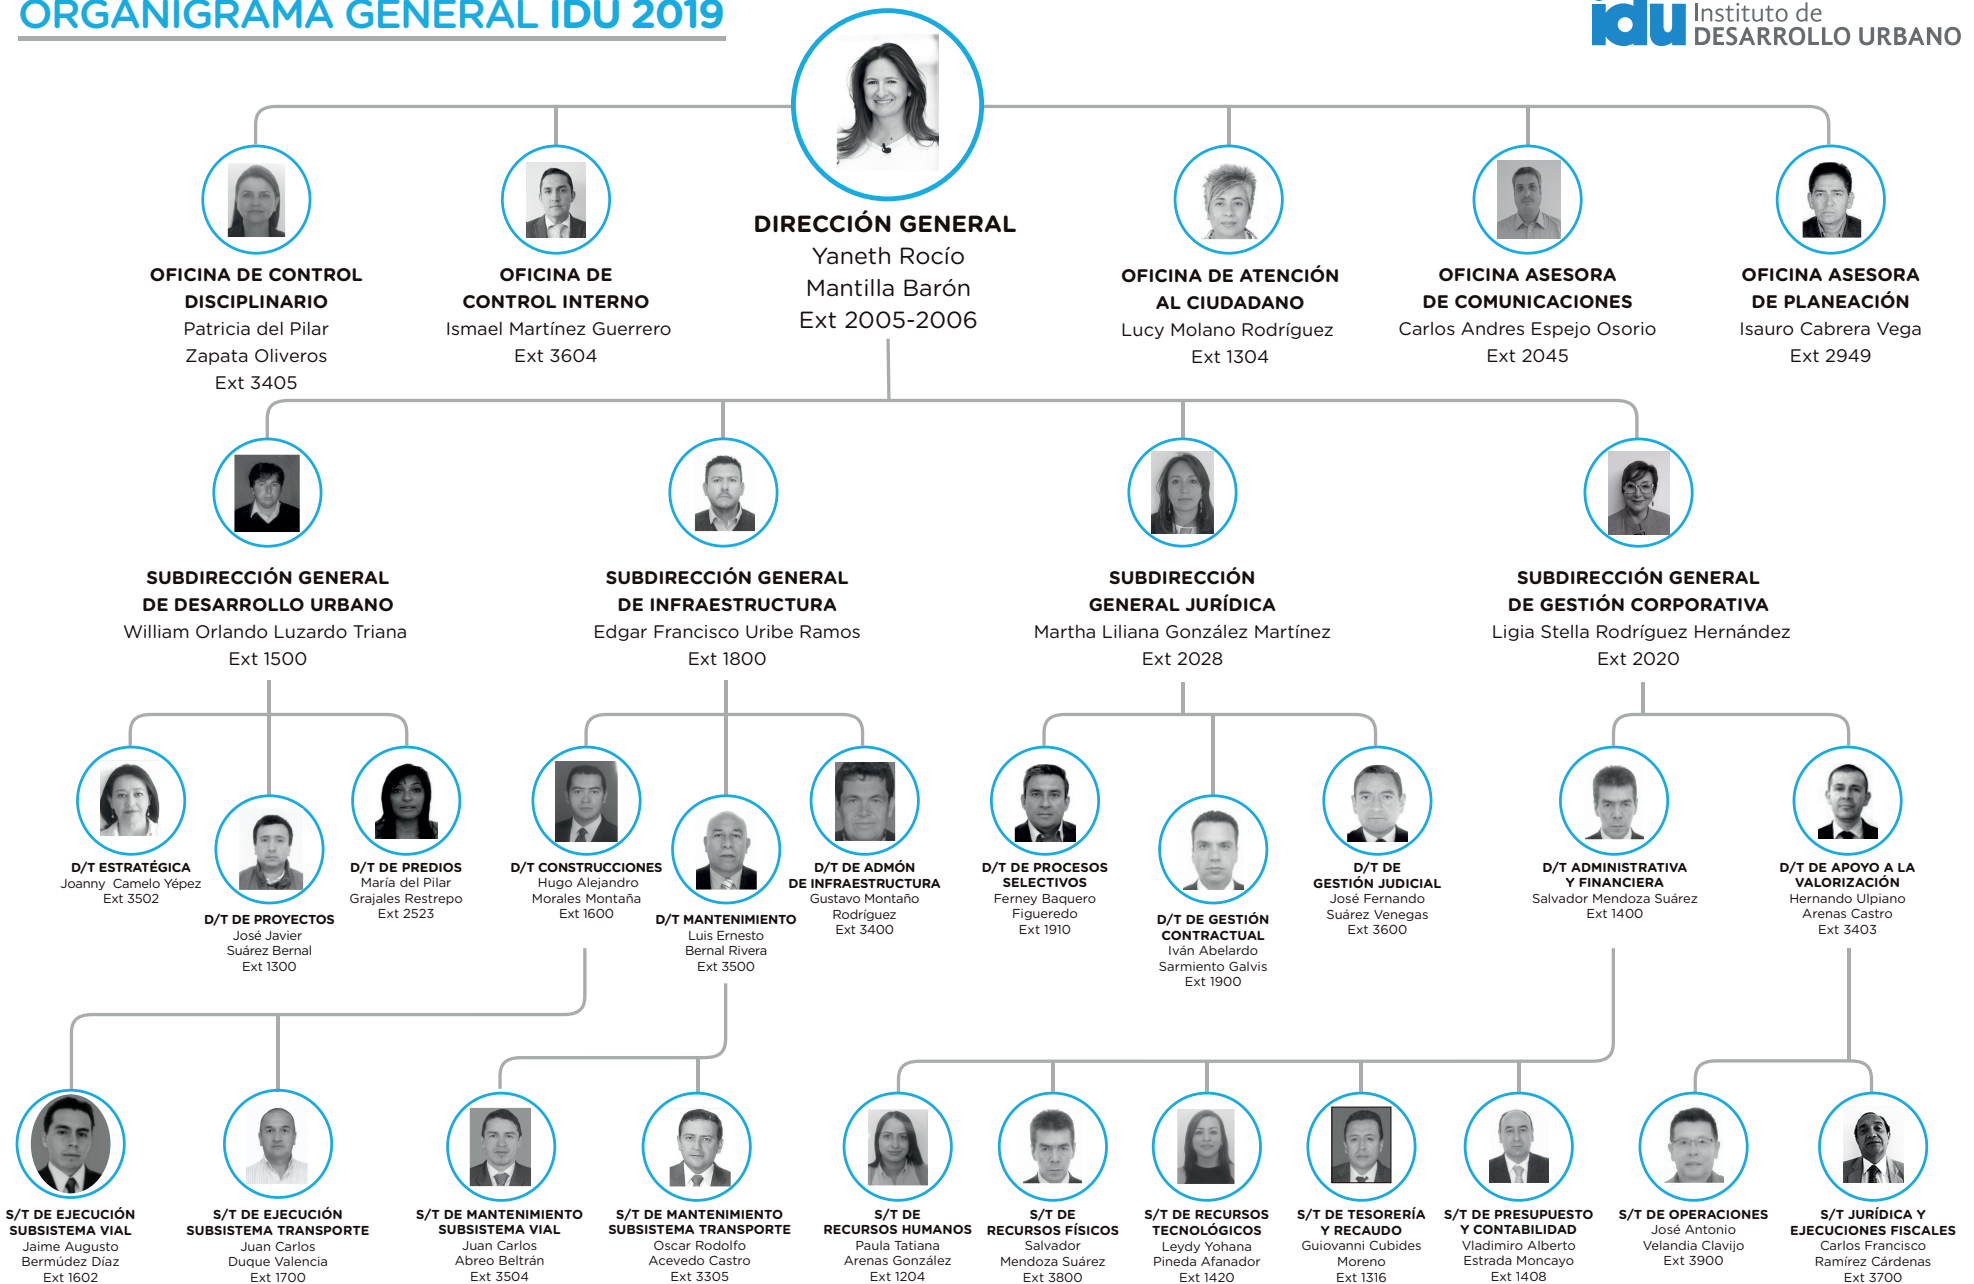 ORGANIGRAMA GENERAL IDU 2019
idu Instituto de
DESARROLLO URBANO
DIRECCIÓN GENERAL
Yaneth Rocío
Mantilla Barón
Ext 2005-2006
OFICINA DE CONTROL
DISCIPLINARIO
Patricia del Pilar
Zapata Oliveros
Ext 3405
OFICINA DE
CONTROL INTERNO
Ismael Martínez Guerrero
Ext 3604
OFICINA DE ATENCIÓN
AL CIUDADANO
Lucy Molano Rodríguez
Ext 1304
OFICINA ASESORA
DE COMUNICACIONES
Carlos Andres Espejo Osorio
Ext 2045
OFICINA ASESORA
DE PLANEACIÓN
Isauro Cabrera Vega
Ext 2949
SUBDIRECCIÓN GENERAL
DE DESARROLLO URBANO
William Orlando Luzardo Triana
Ext 1500
SUBDIRECCIÓN GENERAL
DE INFRAESTRUCTURA
Edgar Francisco Uribe Ramos
Ext 1800
SUBDIRECCIÓN
GENERAL JURÍDICA
Martha Liliana González Martínez
Ext 2028
SUBDIRECCIÓN GENERAL
DE GESTIÓN CORPORATIVA
Ligia Stella Rodríguez Hernández
Ext 2020
D/T ESTRATÉGICA
Joanny Camelo Yépez
Ext 3502
D/T DE PROYECTOS
José Javier
Suárez Bernal
Ext 1300
D/T DE PREDIOS
María del Pilar
Grajales Restrepo
Ext 2523
D/T CONSTRUCCIONES
Hugo Alejandro
Morales Montaña
Ext 1600
D/T MANTENIMIENTO
Luis Ernesto
Bernal Rivera
Ext 3500
D/T DE ADMÓN
DE INFRAESTRUCTURA
Gustavo Montaño
Rodríguez
Ext 3400
D/T DE PROCESOS
SELECTIVOS
Ferney Baquero
Figueredo
Ext 1910
D/T DE GESTIÓN
CONTRACTUAL
Iván Abelardo
Sarmiento Galvis
Ext 1900
D/T DE
GESTIÓN JUDICIAL
José Fernando
Suárez Venegas
Ext 3600
D/T ADMINISTRATIVA
Y FINANCIERA
Salvador Mendoza Suárez
Ext 1400
D/T DE APOYO A LA
VALORIZACIÓN
Hernando Ulpiano
Arenas Castro
Ext 3403
S/T DE EJECUCIÓN
SUBSISTEMA VIAL
Jaime Augusto
Bermúdez Díaz
Ext 1602
S/T DE EJECUCIÓN
SUBSISTEMA TRANSPORTE
Juan Carlos
Duque Valencia
Ext 1700
S/T DE MANTENIMIENTO
SUBSISTEMA VIAL
Juan Carlos
Abreo Beltrán
Ext 3504
S/T DE MANTENIMIENTO
SUBSISTEMA TRANSPORTE
Oscar Rodolfo
Acevedo Castro
Ext 3305
S/T DE
RECURSOS HUMANOS
Paula Tatiana
Arenas González
Ext 1204
S/T DE
RECURSOS FÍSICOS
Salvador
Mendoza Suárez
Ext 3800
S/T DE RECURSOS
TECNOLÓGICOS
Leydy Yohana
Pineda Afanador
Ext 1420
S/T DE TESORERÍA
Y RECAUDO
Guiovanni Cubides
Moreno
Ext 1316
S/T DE PRESUPUESTO
Y CONTABILIDAD
Vladimiro Alberto
Estrada Moncayo
Ext 1408
S/T DE OPERACIONES
José Antonio
Velandia Clavijo
Ext 3900
S/T JURÍDICA Y
EJECUCIONES FISCALES
Carlos Francisco
Ramírez Cárdenas
Ext 3700